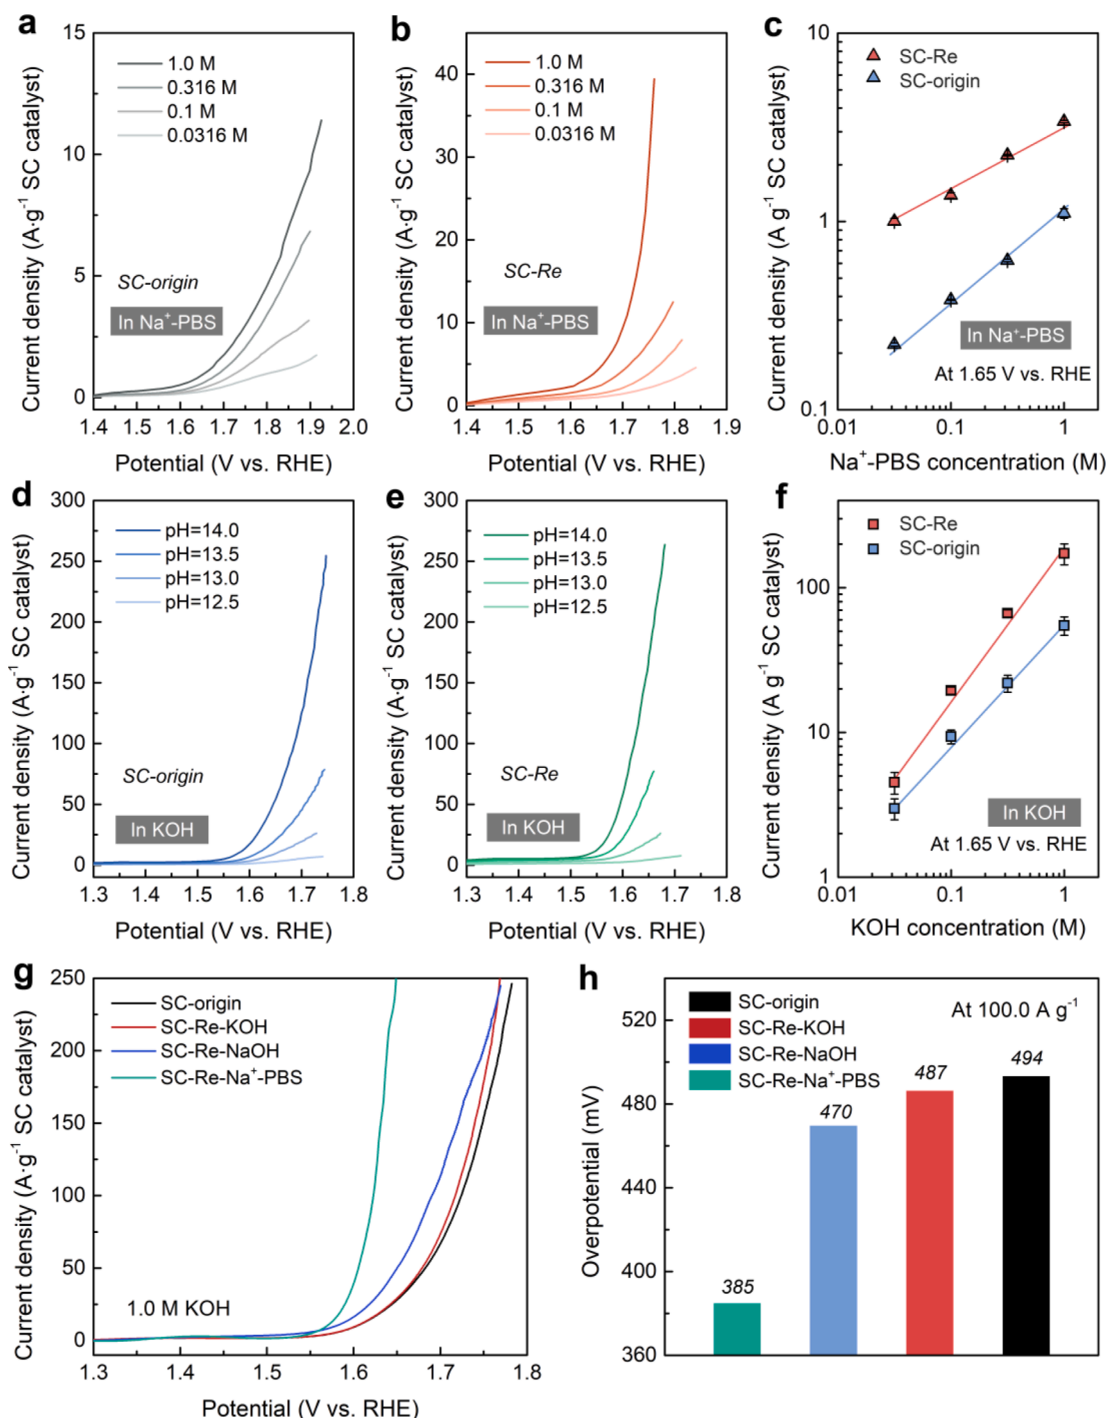 a
15
10
5
0
Current density (A·g⁻¹ SC catalyst)
1.0 M
0.316 M
0.1 M
0.0316 M
SC-origin
In Na⁺-PBS
1.4 1.5 1.6 1.7 1.8 1.9 2.0
Potential (V vs. RHE)
b
40
30
20
10
0
Current density (A·g⁻¹ SC catalyst)
1.0 M
0.316 M
0.1 M
0.0316 M
SC-Re
In Na⁺-PBS
1.4 1.5 1.6 1.7 1.8 1.9
Potential (V vs. RHE)
c
10
1
0.1
Current density (A g⁻¹ SC catalyst)
SC-Re
SC-origin
In Na⁺-PBS
At 1.65 V vs. RHE
0.01 0.1 1
Na⁺-PBS concentration (M)
d
300
250
200
150
100
50
0
Current density (A·g⁻¹ SC catalyst)
pH=14.0
pH=13.5
pH=13.0
pH=12.5
SC-origin
In KOH
1.3 1.4 1.5 1.6 1.7 1.8
Potential (V vs. RHE)
e
300
250
200
150
100
50
0
Current density (A·g⁻¹ SC catalyst)
pH=14.0
pH=13.5
pH=13.0
pH=12.5
SC-Re
In KOH
1.3 1.4 1.5 1.6 1.7 1.8
Potential (V vs. RHE)
f
100
10
1
Current density (A g⁻¹ SC catalyst)
SC-Re
SC-origin
In KOH
At 1.65 V vs. RHE
0.01 0.1 1
KOH concentration (M)
g
250
200
150
100
50
0
Current density (A·g⁻¹ SC catalyst)
SC-origin
SC-Re-KOH
SC-Re-NaOH
SC-Re-Na⁺-PBS
1.0 M KOH
1.3 1.4 1.5 1.6 1.7 1.8
Potential (V vs. RHE)
h
520
480
440
400
360
Overpotential (mV)
SC-origin
SC-Re-KOH
SC-Re-NaOH
SC-Re-Na⁺-PBS
At 100.0 A g⁻¹
385
470
487
494